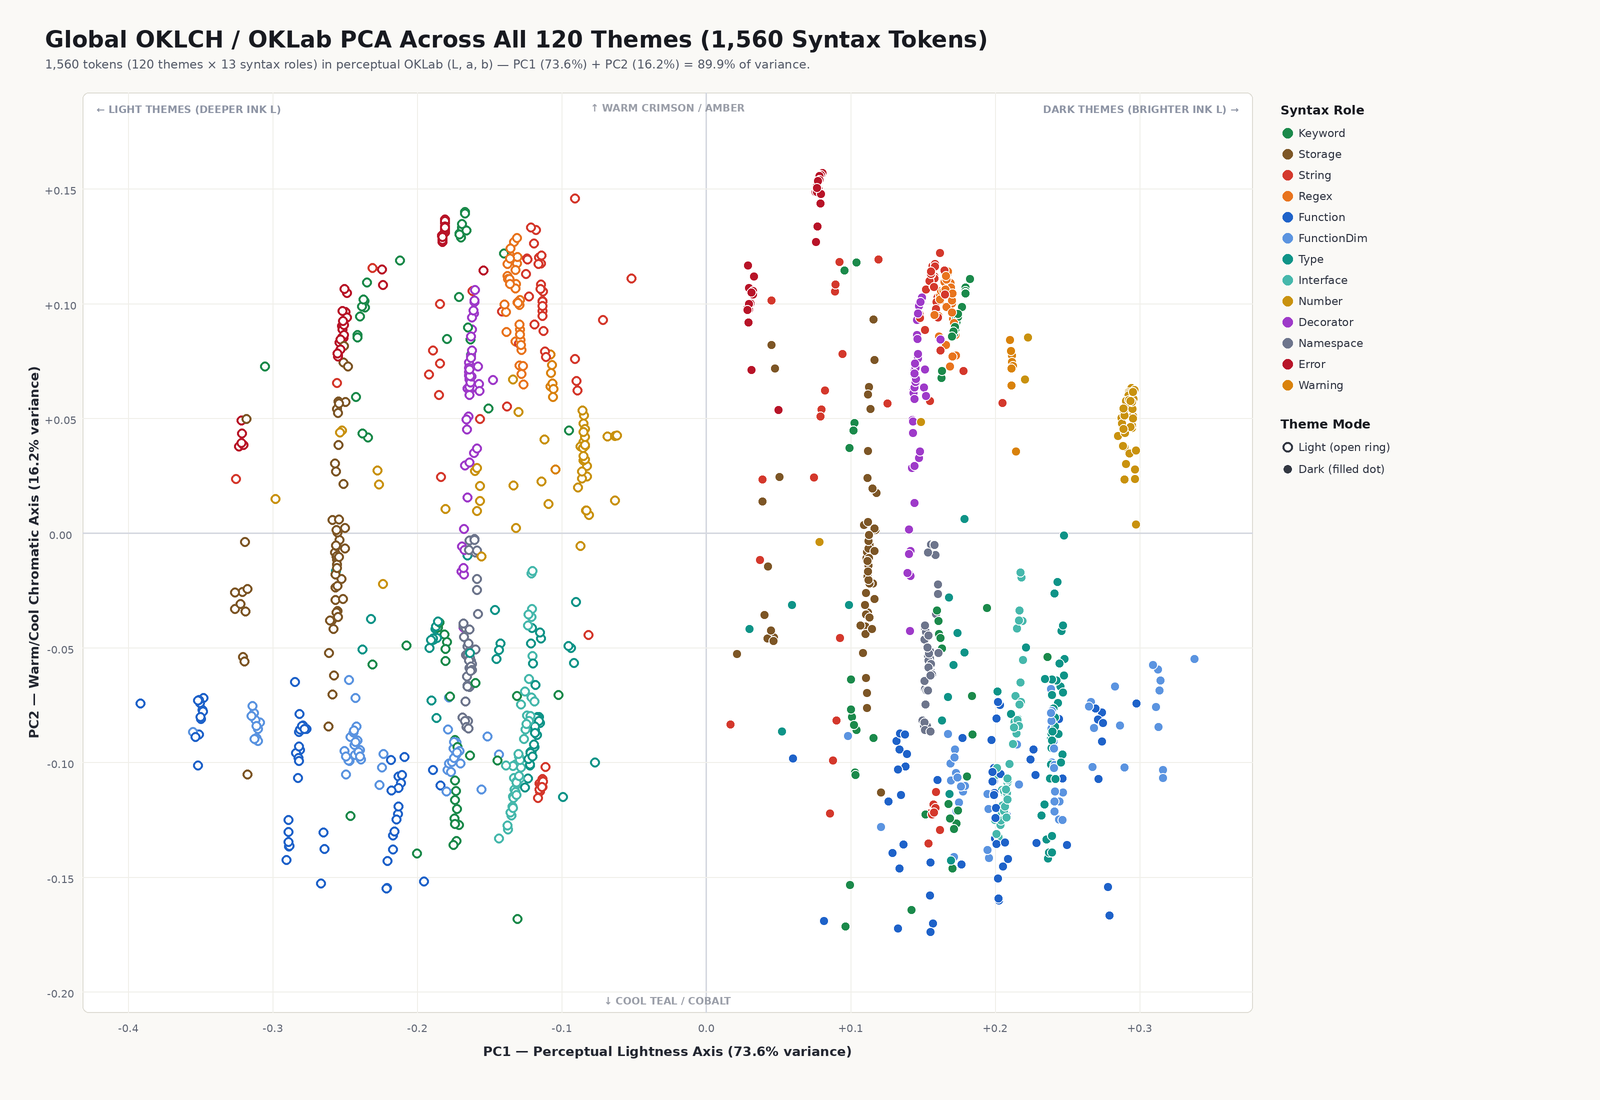 Global OKLCH / OKLab PCA Across All 120 Themes (1,560 Syntax Tokens)
1,560 tokens (120 themes × 13 syntax roles) in perceptual OKLab (L, a, b) — PC1 (73.6%) + PC2 (16.2%) = 89.9% of variance.
← LIGHT THEMES (DEEPER INK L)
↑ WARM CRIMSON / AMBER
DARK THEMES (BRIGHTER INK L) →
+0.15
+0.10
+0.05
0.00
-0.05
-0.10
-0.15
-0.20
PC2 — Warm/Cool Chromatic Axis (16.2% variance)
↓ COOL TEAL / COBALT
-0.4
-0.3
-0.2
-0.1
0.0
+0.1
+0.2
+0.3
PC1 — Perceptual Lightness Axis (73.6% variance)
Syntax Role
Keyword
Storage
String
Regex
Function
FunctionDim
Type
Interface
Number
Decorator
Namespace
Error
Warning
Theme Mode
Light (open ring)
Dark (filled dot)